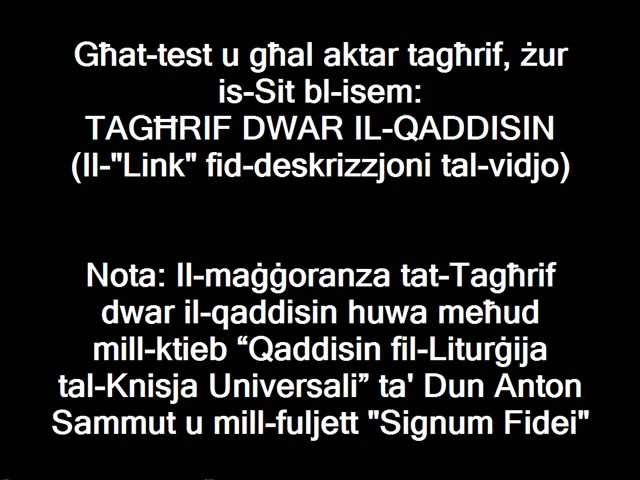 Għat-test u għal aktar tagħrif, żur
is-Sit bl-isem:
TAGĦRIF DWAR IL-QADDISIN
(Il-"Link" fid-deskrizzjoni tal-vidjo)
Nota: Il-maġġoranza tat-Tagħrif
dwar il-qaddisin huwa meħud
mill-ktieb “Qaddisin fil-Liturġija
tal-Knisja Universali” ta' Dun Anton
Sammut u mill-fuljett "Signum Fidei"